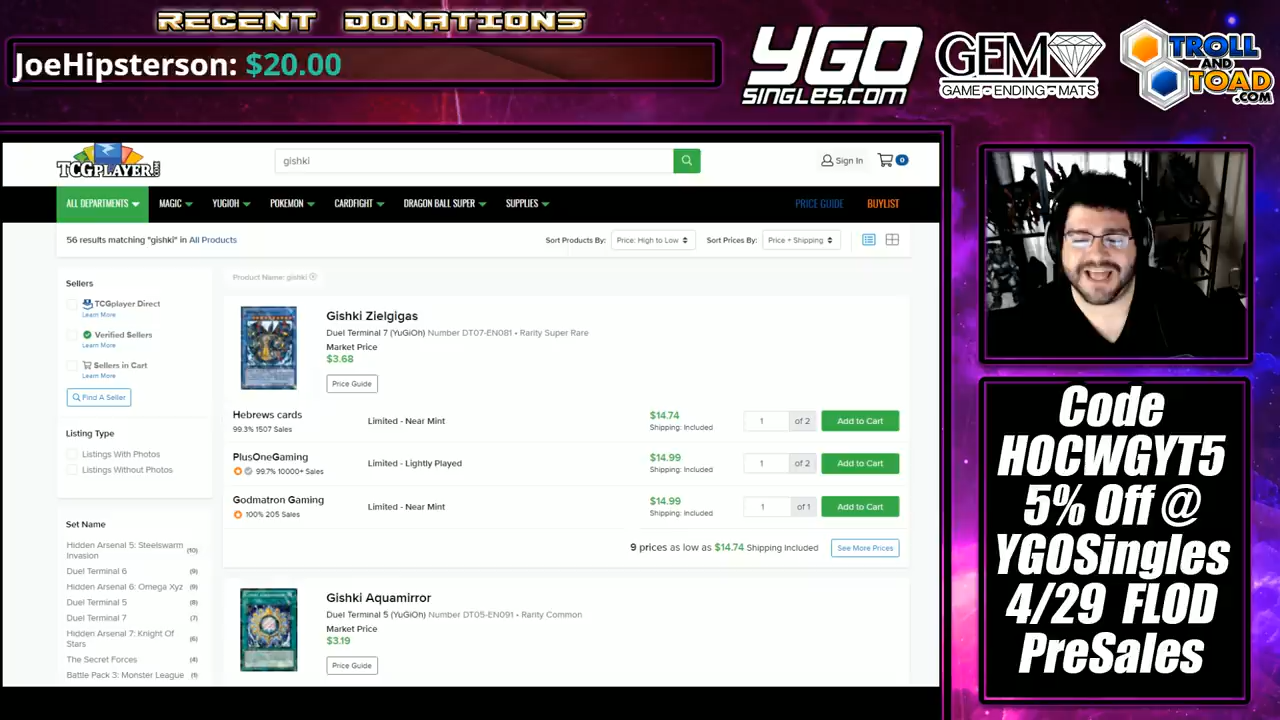 RECENT DONATIONS
JoeHipsterson: $20.00
YGO
SINGLES.COM
GEM
GAME-ENDING-MATS
TROLL
AND
TOAD
.COM
TCGPLAYER
gishki
Sign In
0
ALL DEPARTMENTS
MAGIC
YUGIOH
POKEMON
CARDFIGHT
DRAGON BALL SUPER
SUPPLIES
PRICE GUIDE
BUYLIST
56 results matching "gishki" in All Products
Sort Products By:
Price: High to Low
Sort Prices By:
Price + Shipping
Sellers
TCGplayer Direct
Learn More
Verified Sellers
Learn More
Sellers in Cart
Learn More
Find A Seller
Listing Type
Listings With Photos
Listings Without Photos
Set Name
Hidden Arsenal 5: Steelswarm
Invasion (10)
Duel Terminal 6 (9)
Hidden Arsenal 6: Omega Xyz (9)
Duel Terminal 5 (8)
Duel Terminal 7 (7)
Hidden Arsenal 7: Knight Of
Stars (6)
The Secret Forces (4)
Battle Pack 3: Monster League (1)
Product Name: gishki
Gishki Zielgigas
Duel Terminal 7 (YuGiOh) Number DT07-EN081 • Rarity Super Rare
Market Price
$3.68
Price Guide
Hebrews cards
99.3% 1507 Sales
Limited - Near Mint
$14.74
Shipping: Included
1 of 2
Add to Cart
PlusOneGaming
99.7% 10000+ Sales
Limited - Lightly Played
$14.99
Shipping: Included
1 of 2
Add to Cart
Godmatron Gaming
100% 205 Sales
Limited - Near Mint
$14.99
Shipping: Included
1 of 1
Add to Cart
9 prices as low as $14.74 Shipping Included
See More Prices
Gishki Aquamirror
Duel Terminal 5 (YuGiOh) Number DT05-EN091 • Rarity Common
Market Price
$3.19
Price Guide
Code
HOCWGYT5
5% Off @
YGOSingles
4/29 FLOD
PreSales